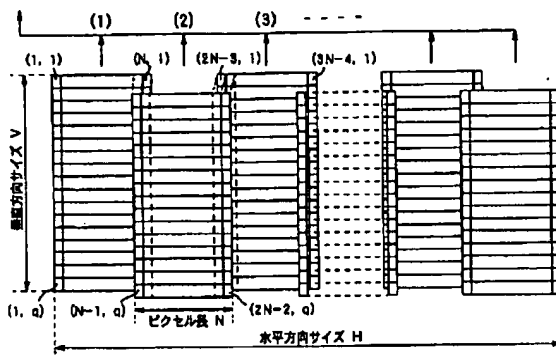 (1) (2) (3)
(1, 1) (N, 1) (2N-3, 1) (3N-4, 1)
垂直方向サイズ V
(1, q) (N-1, q) (2N-2, q)
ピクセル長 N
水平方向サイズ H